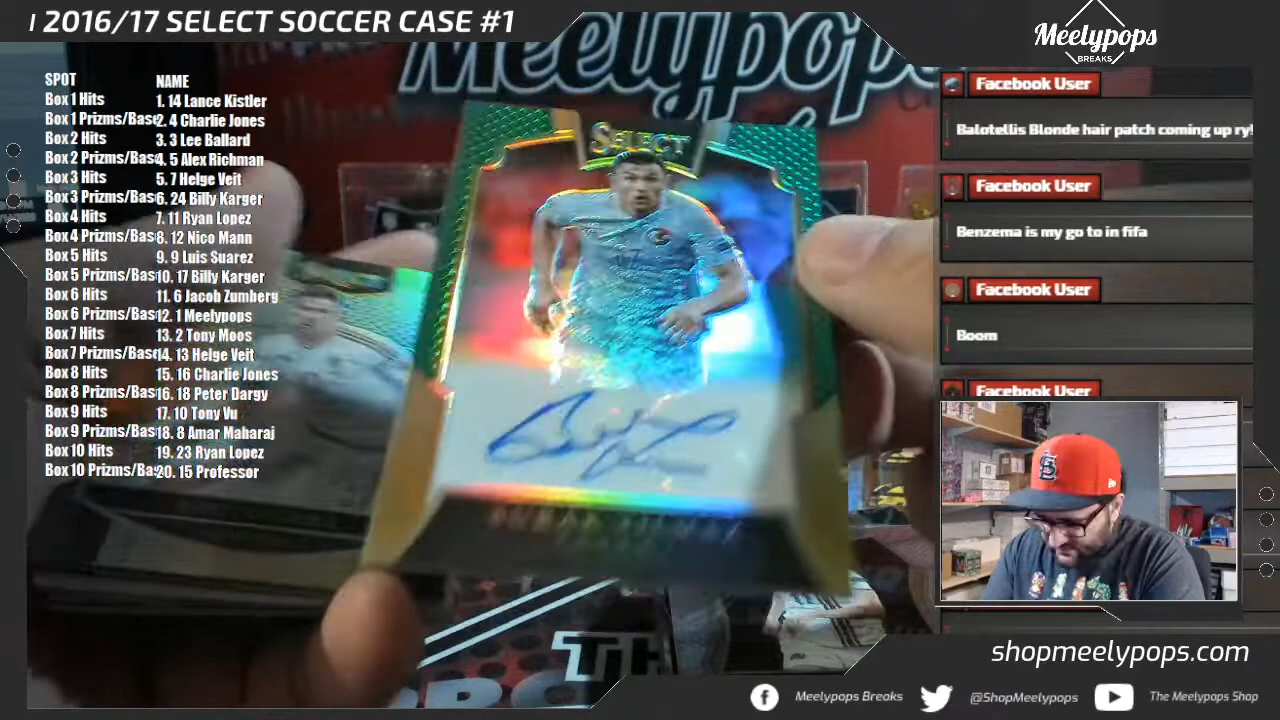 2016/17 SELECT SOCCER CASE #1
Meelypops
BREAKS
Meelypops
SPOT NAME
Box 1 Hits 1. 14 Lance Kistler
Box 1 Prizms/Base 2. 4 Charlie Jones
Box 2 Hits 3. 3 Lee Ballard
Box 2 Prizms/Base 4. 5 Alex Richman
Box 3 Hits 5. 7 Helge Veit
Box 3 Prizms/Base 6. 24 Billy Karger
Box 4 Hits 7. 11 Ryan Lopez
Box 4 Prizms/Bas 8. 12 Nico Mann
Box 5 Hits 9. 9 Luis Suarez
Box 5 Prizms/Bas 10. 17 Billy Karger
Box 6 Hits 11. 6 Jacob Zumberg
Box 6 Prizms/Bas 12. 1 Meelypops
Box 7 Hits 13. 2 Tony Moos
Box 7 Prizms/Base 14. 13 Helge Veit
Box 8 Hits 15. 16 Charlie Jones
Box 8 Prizms/Bas 16. 18 Peter Dargy
Box 9 Hits 17. 10 Tony Vu
Box 9 Prizms/Bas 18. 8 Amar Maharaj
Box 10 Hits 19. 23 Ryan Lopez
Box 10 Prizms/Bas 20. 15 Professor
SELECT
Facebook User
Balotellis Blonde hair patch coming up ry!
Facebook User
Benzema is my go to in fifa
Facebook User
Boom
Facebook User
shopmeelypops.com
Meelypops Breaks @ShopMeelypops The Meelypops Shop